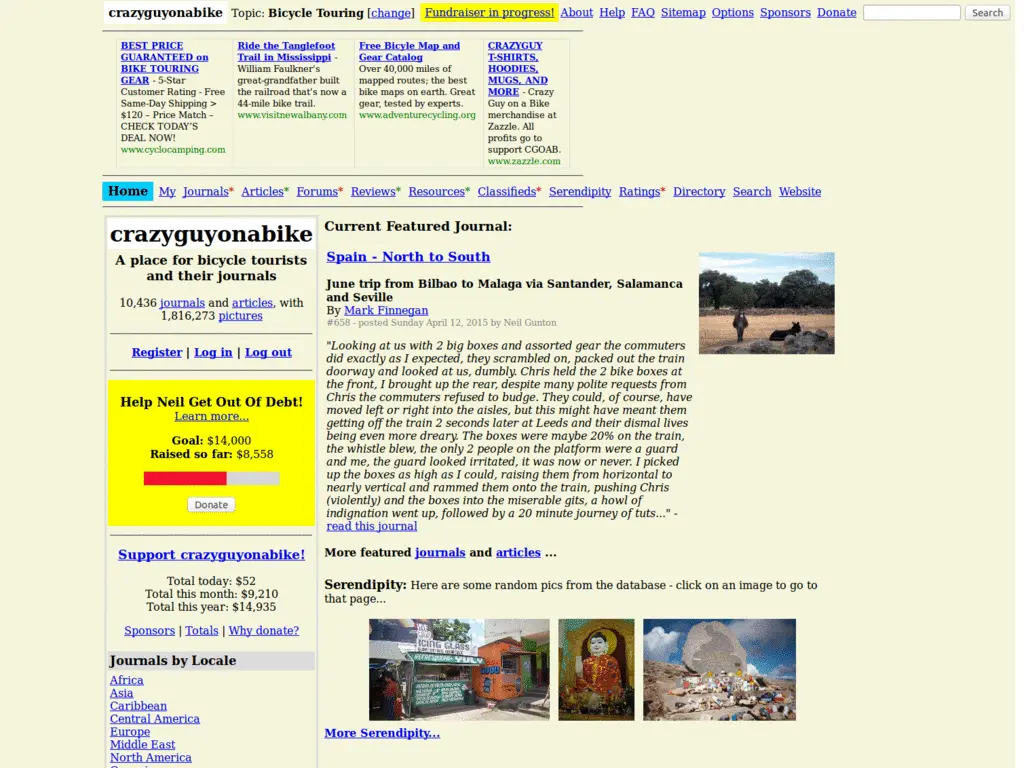 crazyguyonabike Topic: Bicycle Touring [change] Fundraiser in progress! About Help FAQ Sitemap Options Sponsors Donate Search
BEST PRICE
GUARANTEED on
BIKE TOURING
GEAR - 5-Star
Customer Rating - Free
Same-Day Shipping >
$120 – Price Match –
CHECK TODAY'S
DEAL NOW!
www.cyclocamping.com
Ride the Tanglefoot
Trail in Mississippi -
William Faulkner's
great-grandfather built
the railroad that's now a
44-mile bike trail.
www.visitnewalbany.com
Free Bicyle Map and
Gear Catalog
Over 40,000 miles of
mapped routes; the best
bike maps on earth. Great
gear, tested by experts.
www.adventurecycling.org
CRAZYGUY
T-SHIRTS,
HOODIES,
MUGS, AND
MORE - Crazy
Guy on a Bike
merchandise at
Zazzle. All
profits go to
support CGOAB.
www.zazzle.com
Home My Journals* Articles* Forums* Reviews* Resources* Classifieds* Serendipity Ratings* Directory Search Website
crazyguyonabike
A place for bicycle tourists
and their journals
10,436 journals and articles, with
1,816,273 pictures
Register | Log in | Log out
Help Neil Get Out Of Debt!
Learn more...
Goal: $14,000
Raised so far: $8,558
Donate
Support crazyguyonabike!
Total today: $52
Total this month: $9,210
Total this year: $14,935
Sponsors | Totals | Why donate?
Journals by Locale
Africa
Asia
Caribbean
Central America
Europe
Middle East
North America
Current Featured Journal:
Spain - North to South
June trip from Bilbao to Malaga via Santander, Salamanca
and Seville
By Mark Finnegan
#658 - posted Sunday April 12, 2015 by Neil Gunton
"Looking at us with 2 big boxes and assorted gear the commuters
did exactly as I expected, they scrambled on, packed out the train
doorway and looked at us, dumbly. Chris held the 2 bike boxes at
the front, I brought up the rear, despite many polite requests from
Chris the commuters refused to budge. They could, of course, have
moved left or right into the aisles, but this might have meant them
getting off the train 2 seconds later at Leeds and their dismal lives
being even more dreary. The boxes were maybe 20% on the train,
the whistle blew, the only 2 people on the platform were a guard
and me, the guard looked irritated, it was now or never. I picked
up the boxes as high as I could, raising them from horizontal to
nearly vertical and rammed them onto the train, pushing Chris
(violently) and the boxes into the miserable gits, a howl of
indignation went up, followed by a 20 minute journey of tuts..." -
read this journal
More featured journals and articles ...
Serendipity: Here are some random pics from the database - click on an image to go to
that page...
ICING GLASS
More Serendipity...